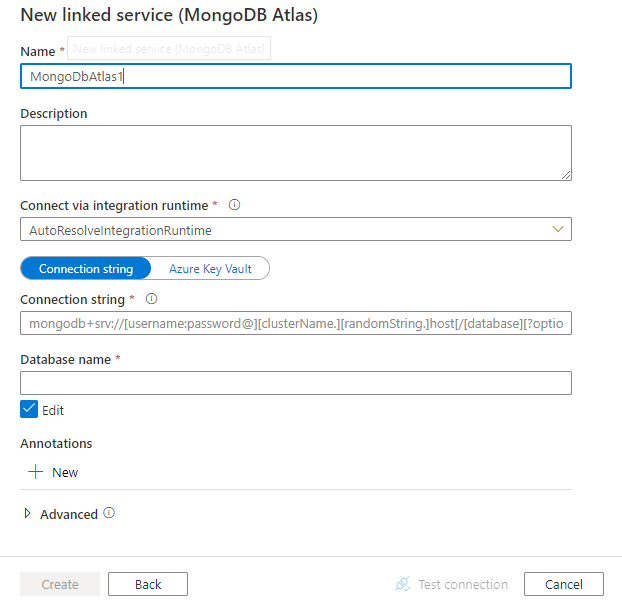 New linked service (MongoDB Atlas)
Name *
New linked service (MongoDB Atlas)
MongoDbAtlas1
Description
Connect via integration runtime *
AutoResolveIntegrationRuntime
Connection string Azure Key Vault
Connection string *
mongodb+srv://[username:password@][clusterName.][randomString.]host[/[database][?optio
Database name *
Edit
Annotations
New
Advanced
Create Back Test connection Cancel